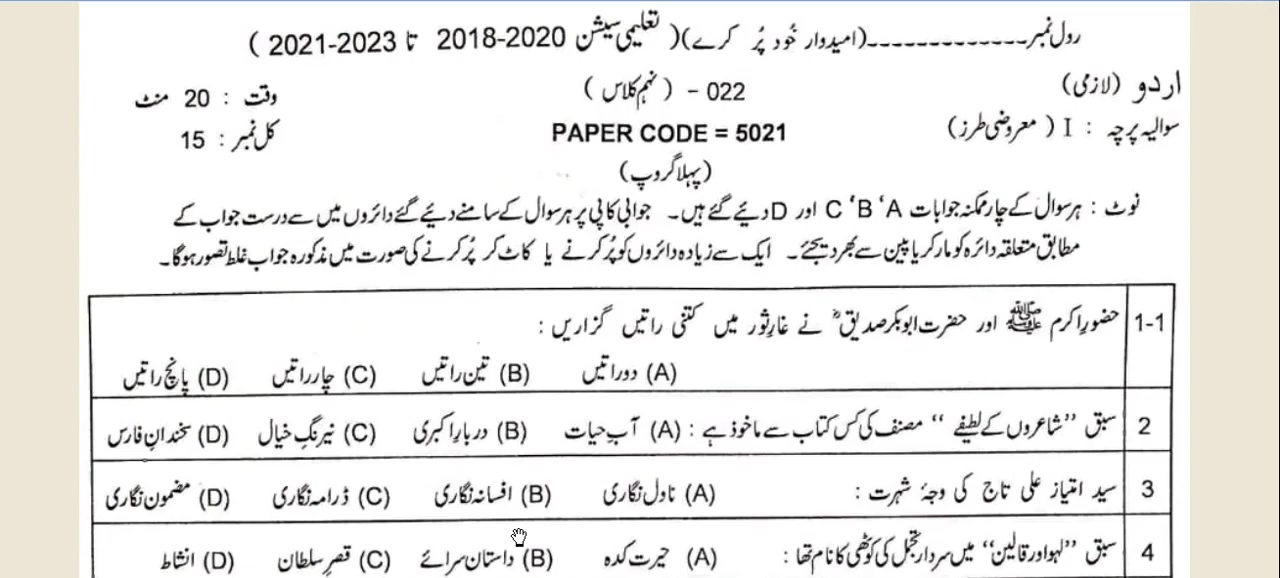 رول نمبر-------------(امیدوار خُود پُر کرے)( تعلیمی سیشن 2020-2018 تا 2023-2021 )
اردو (لازمی) 022 - ( نہم کلاس ) وقت : 20 منٹ
سوالیہ پرچہ : I ( معروضی طرز ) PAPER CODE = 5021 کل نمبر : 15
(پہلا گروپ)
نوٹ : ہر سوال کے چار ممکنہ جوابات A‘ B‘ C اور D دیئے گئے ہیں۔ جوابی کاپی پر ہر سوال کے سامنے دیئے گئے دائروں میں سے درست جواب کے
مطابق متعلقہ دائرہ کو مارکر یا پین سے بھر دیجئے۔ ایک سے زیادہ دائروں کو پُر کرنے یا کاٹ کر پُر کرنے کی صورت میں مذکورہ جواب غلط تصور ہوگا۔
1-1 حضورِ اکرم ﷺ اور حضرت ابوبکر صدیقؓ نے غارِ ثور میں کتنی راتیں گزاریں :
(A) دو راتیں (B) تین راتیں (C) چار راتیں (D) پانچ راتیں
2 سبق ”شاعروں کے لطیفے“ مصنف کی کس کتاب سے ماخوذ ہے : (A) آبِ حیات (B) دربارِ اکبری (C) نیرنگِ خیال (D) سخندانِ فارس
3 سید امتیاز علی تاج کی وجۂ شہرت : (A) ناول نگاری (B) افسانہ نگاری (C) ڈرامہ نگاری (D) مضمون نگاری
4 سبق ”لہو اور قالین“ میں سردار تجمل کی کوٹھی کا نام تھا : (A) حیرت کدہ (B) داستان سرائے (C) قصرِ سلطان (D) انشاط